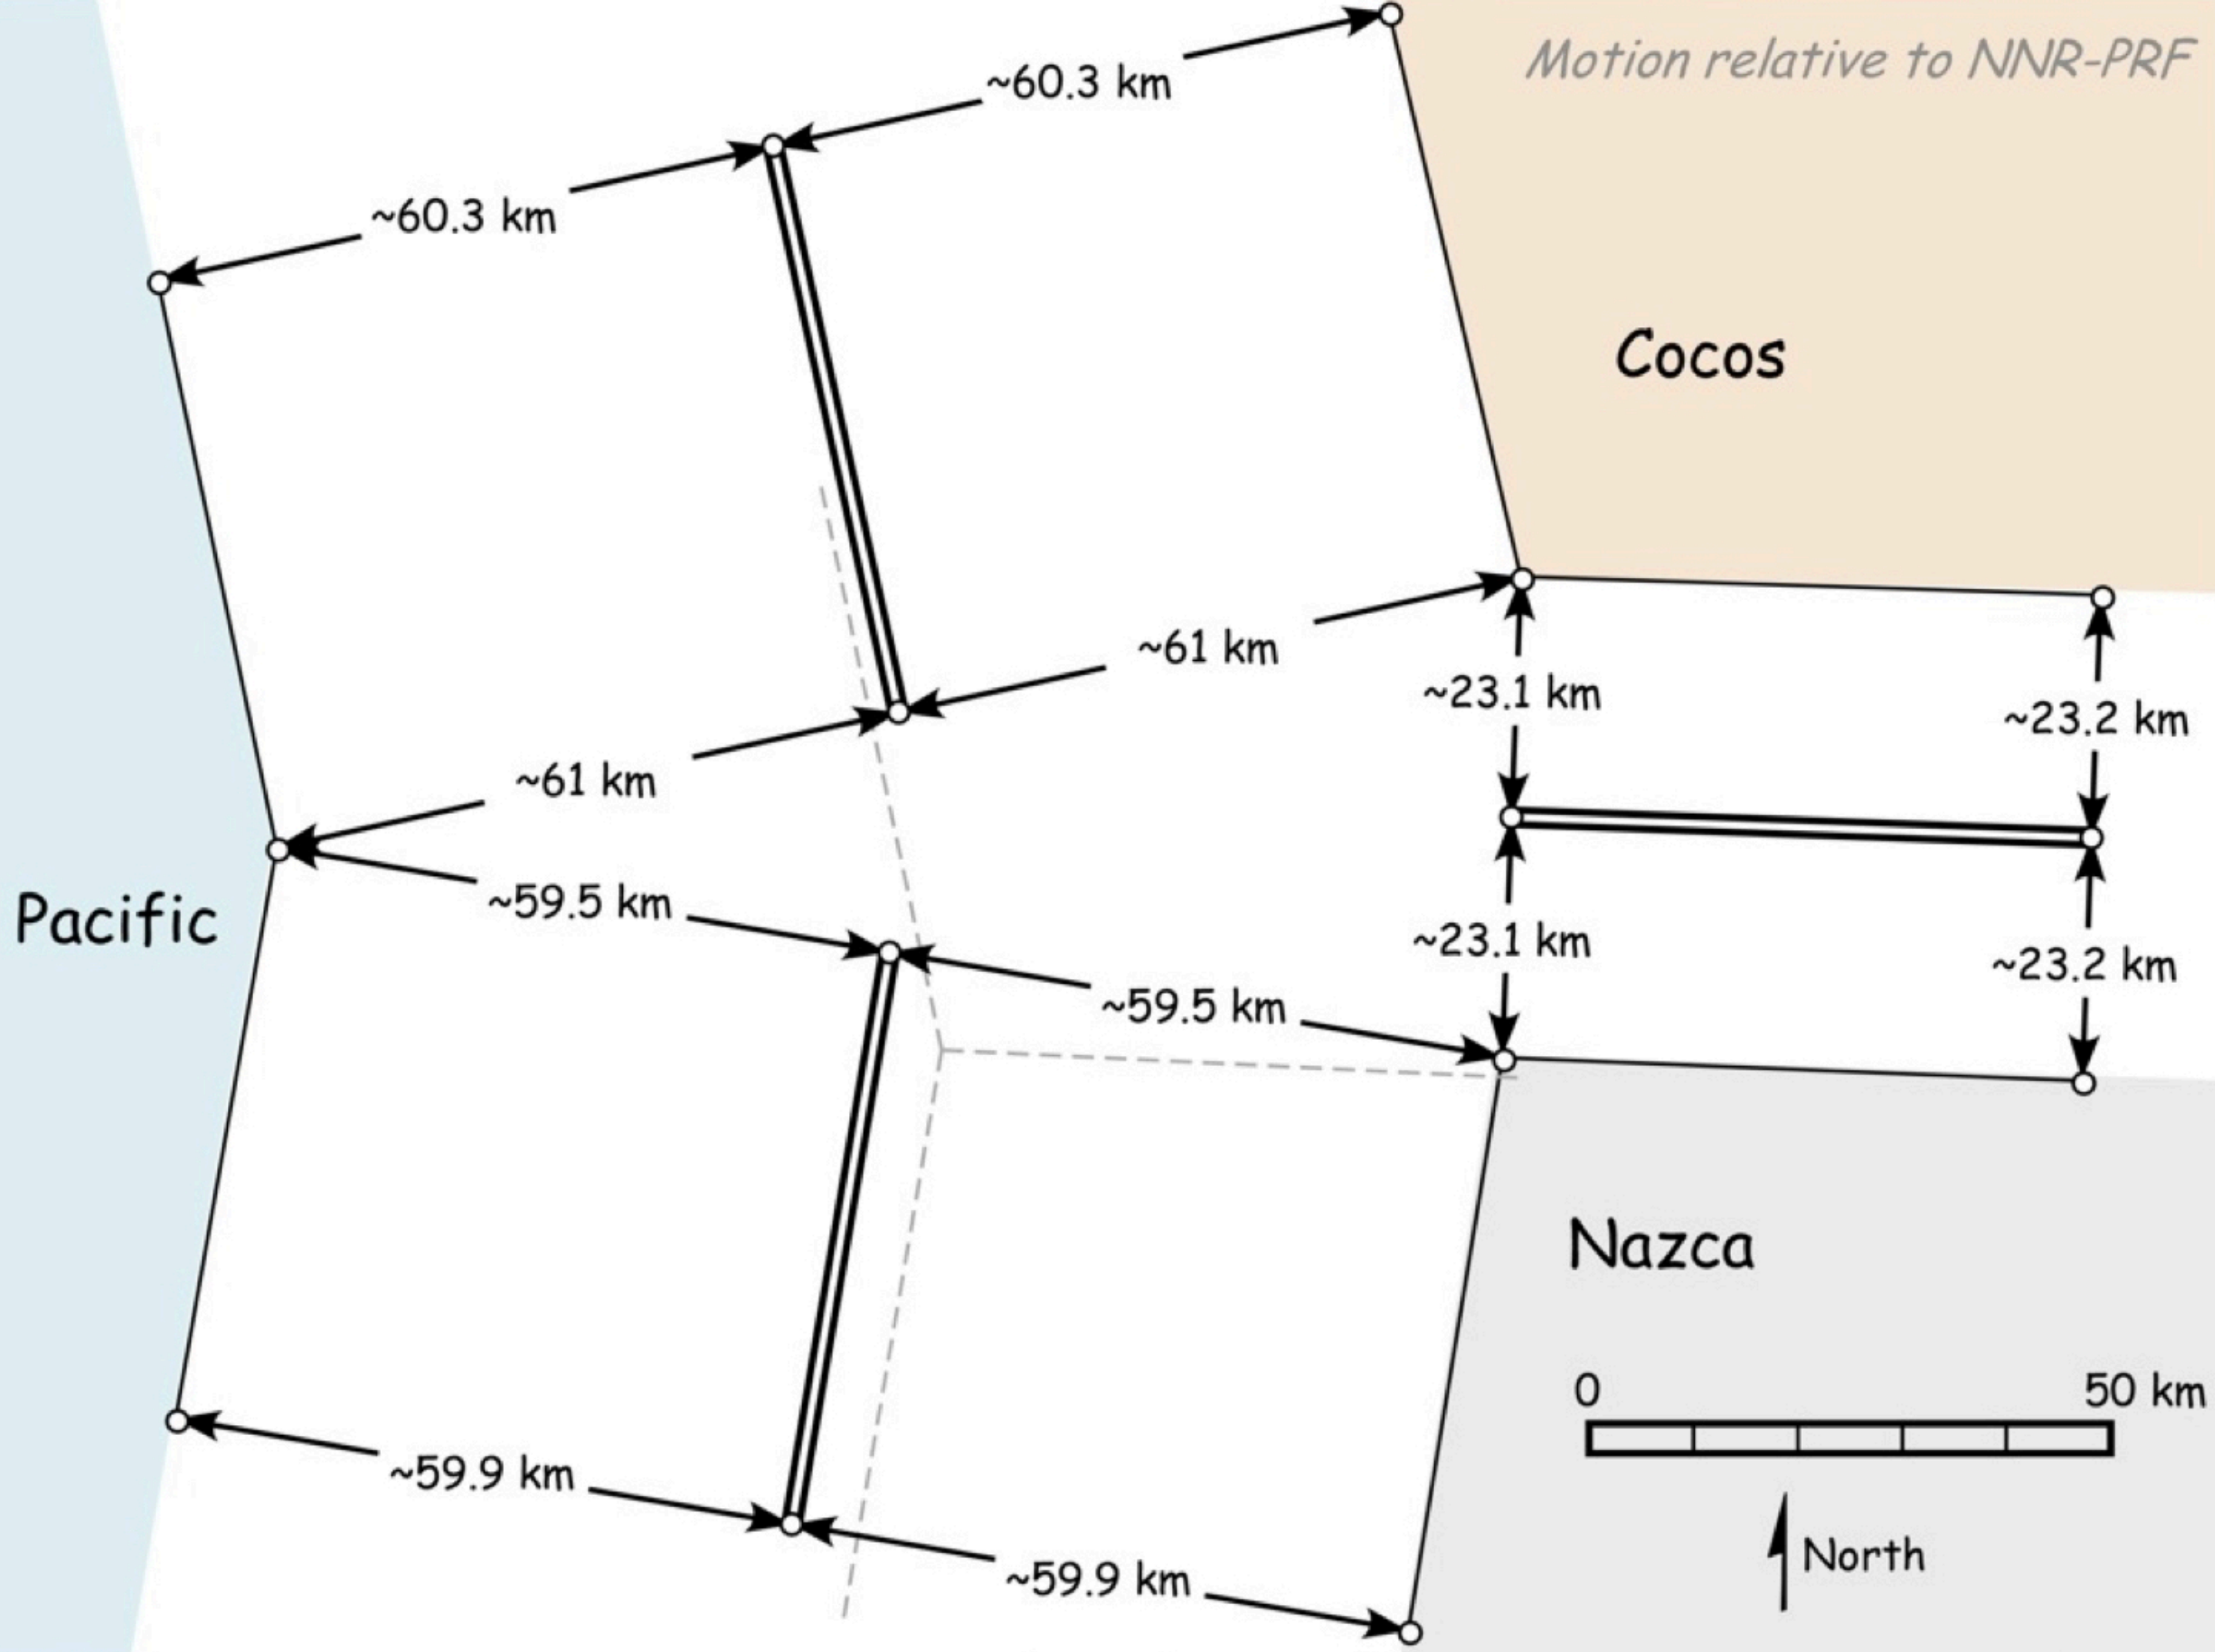 Motion relative to NNR-PRF
~60.3 km
~60.3 km
Cocos
~61 km
~23.1 km
~23.2 km
~61 km
~59.5 km
Pacific
~23.1 km
~23.2 km
~59.5 km
Nazca
0
50 km
~59.9 km
North
~59.9 km